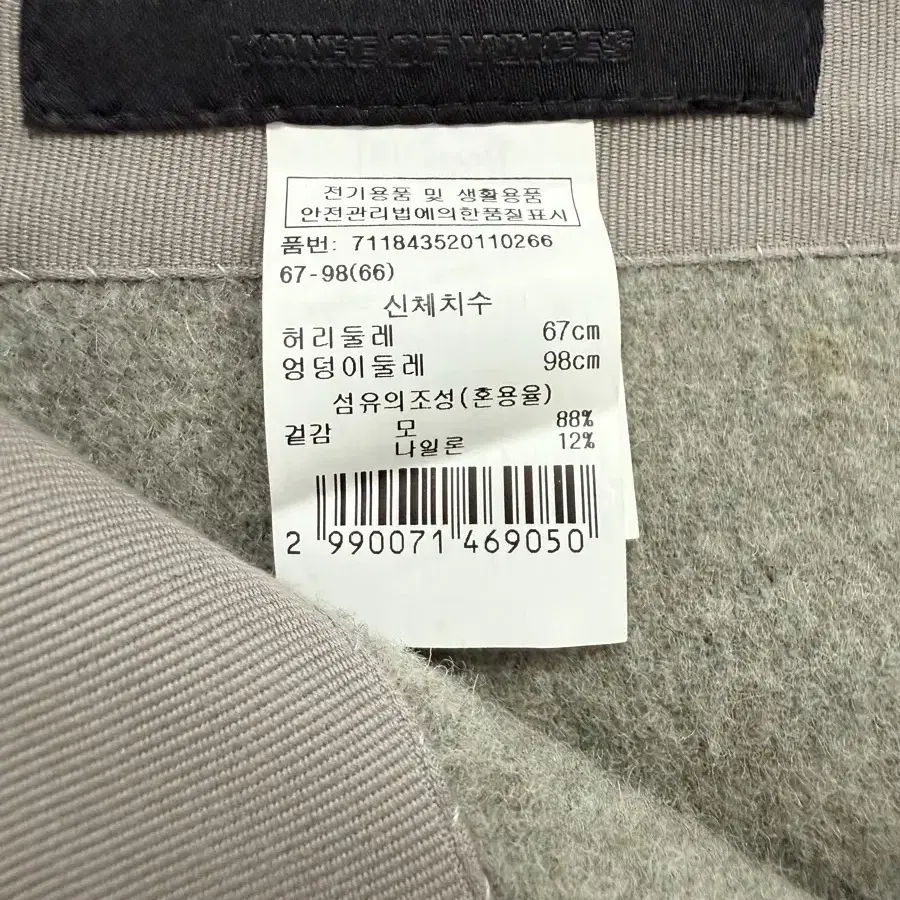 VOICE OF VOICES
전기용품 및 생활용품
안전관리법에의한품질표시
품번: 711843520110266
67-98(66)
신체치수
허리둘레 67cm
엉덩이둘레 98cm
섬유의조성(혼용율)
겉감 모 88%
나일론 12%
2 990071 469050